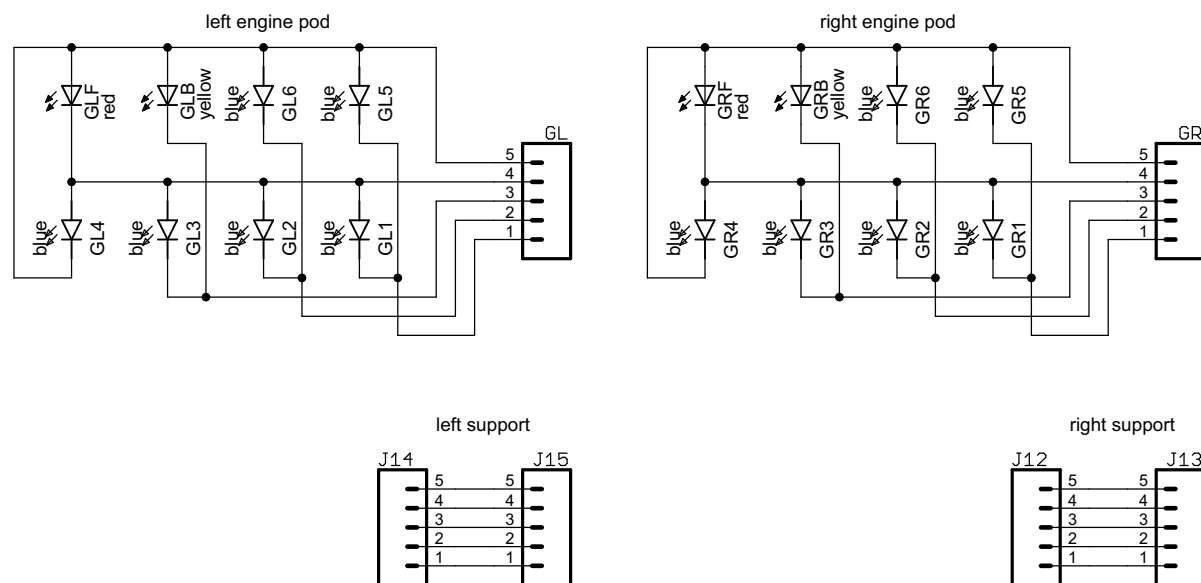 left engine pod
right engine pod
GLF
red
GLB
yellow
blue
GL6
blue
GL5
GL
5
4
3
2
1
blue
GL4
blue
GL3
blue
GL2
blue
GL1
GRF
red
GRB
yellow
blue
GR6
blue
GR5
GR
5
4
3
2
1
blue
GR4
blue
GR3
blue
GR2
blue
GR1
left support
J14
J15
5 5
4 4
3 3
2 2
1 1
right support
J12
J13
5 5
4 4
3 3
2 2
1 1